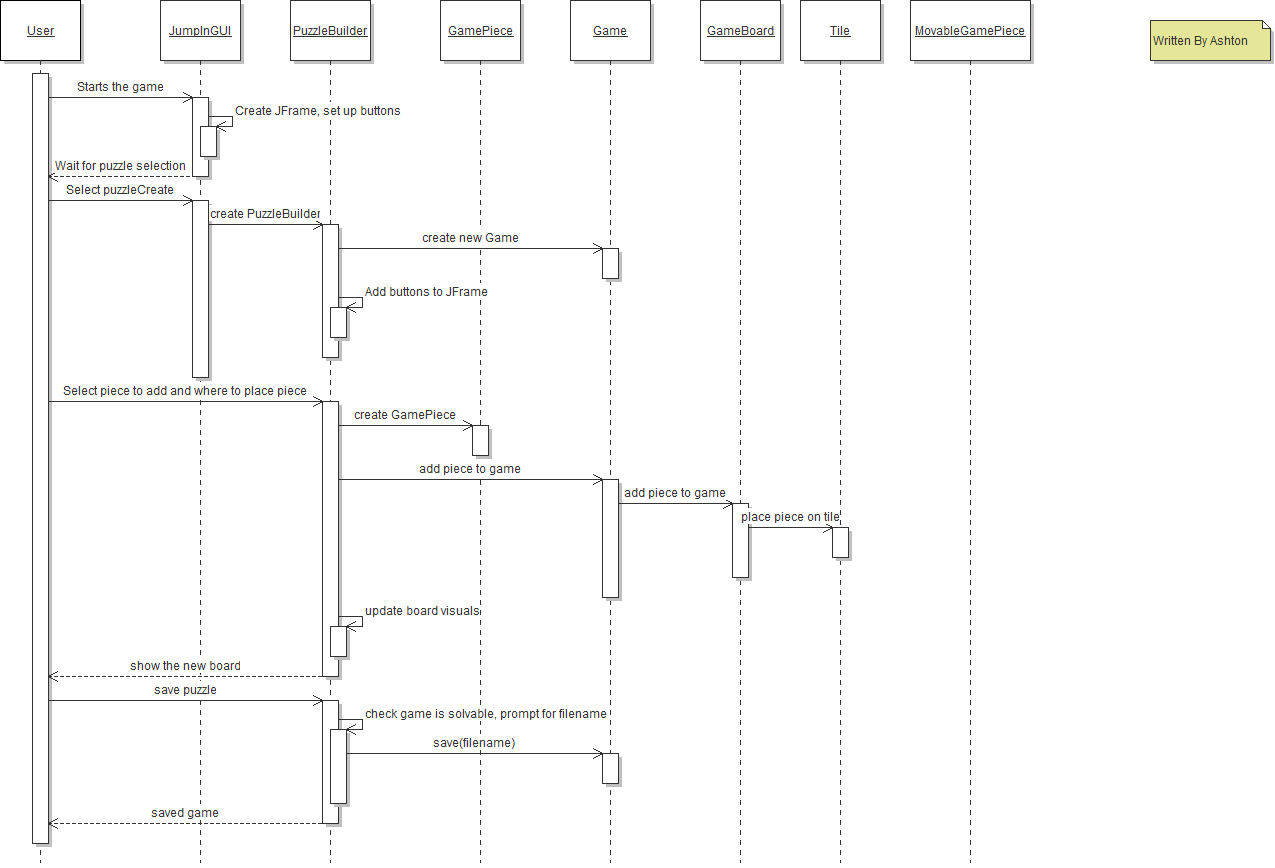 User
JumpInGUI
PuzzleBuilder
GamePiece
Game
GameBoard
Tile
MovableGamePiece
Written By Ashton
Starts the game
Create JFrame, set up buttons
Wait for puzzle selection
Select puzzleCreate
create PuzzleBuilder
create new Game
Add buttons to JFrame
Select piece to add and where to place piece
create GamePiece
add piece to game
add piece to game
place piece on tile
update board visuals
show the new board
save puzzle
check game is solvable, prompt for filename
save(filename)
saved game